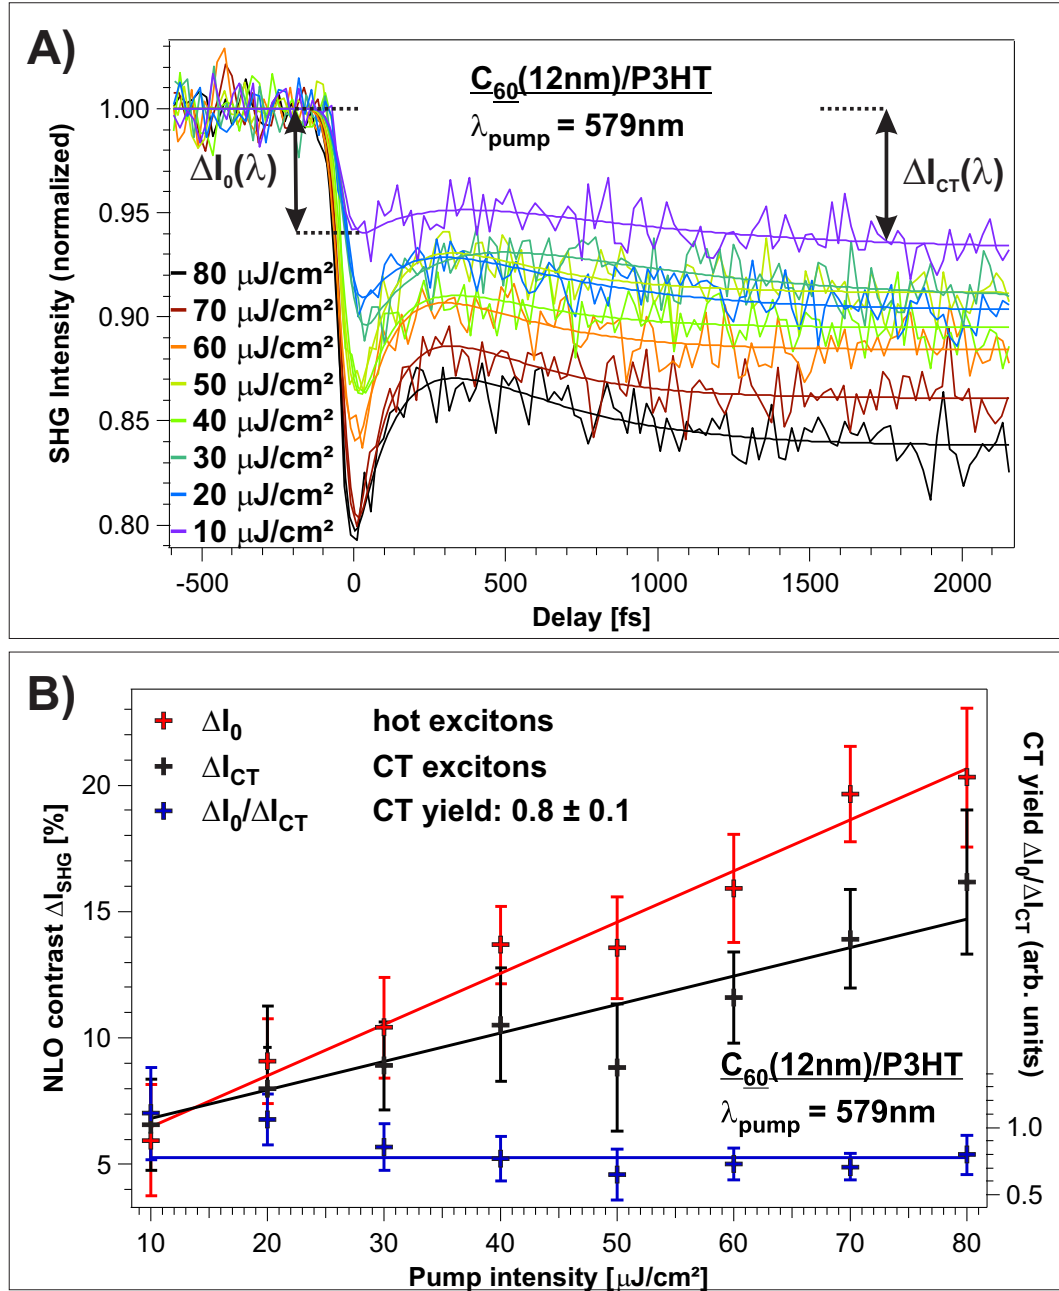 A)
C₆₀(12nm)/P3HT
λpump = 579nm
ΔI₀(λ)
ΔICT(λ)
SHG Intensity (normalized)
1.00
0.95
0.90
0.85
0.80
80 μJ/cm²
70 μJ/cm²
60 μJ/cm²
50 μJ/cm²
40 μJ/cm²
30 μJ/cm²
20 μJ/cm²
10 μJ/cm²
-500 0 500 1000 1500 2000
Delay [fs]
B)
ΔI₀ hot excitons
ΔICT CT excitons
ΔI₀/ΔICT CT yield: 0.8 ± 0.1
NLO contrast ΔISHG [%]
20
15
10
5
CT yield ΔI₀/ΔICT (arb. units)
1.0
0.5
C₆₀(12nm)/P3HT
λpump = 579nm
10 20 30 40 50 60 70 80
Pump intensity [μJ/cm²]